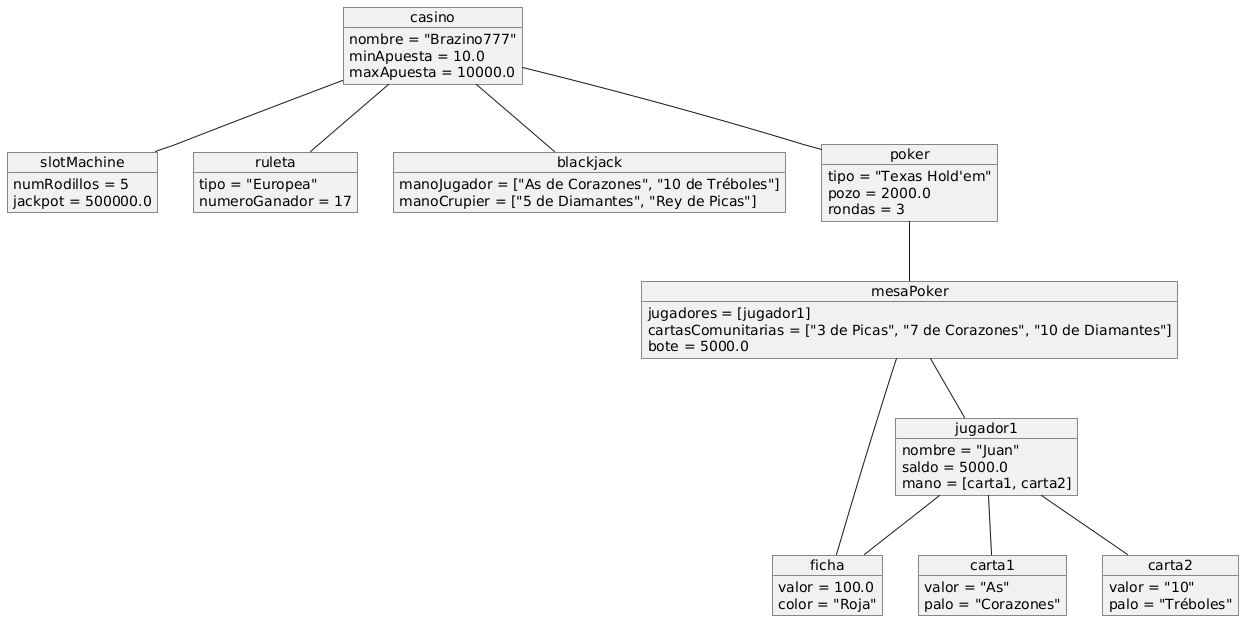 casino
nombre = "Brazino777"
minApuesta = 10.0
maxApuesta = 10000.0
slotMachine
numRodillos = 5
jackpot = 500000.0
ruleta
tipo = "Europea"
numeroGanador = 17
blackjack
manoJugador = ["As de Corazones", "10 de Tréboles"]
manoCrupier = ["5 de Diamantes", "Rey de Picas"]
poker
tipo = "Texas Hold'em"
pozo = 2000.0
rondas = 3
mesaPoker
jugadores = [jugador1]
cartasComunitarias = ["3 de Picas", "7 de Corazones", "10 de Diamantes"]
bote = 5000.0
jugador1
nombre = "Juan"
saldo = 5000.0
mano = [carta1, carta2]
ficha
valor = 100.0
color = "Roja"
carta1
valor = "As"
palo = "Corazones"
carta2
valor = "10"
palo = "Tréboles"